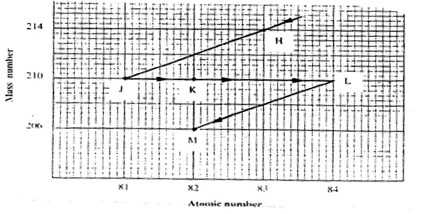 214
H
210
J
K
L
206
M
81
82
83
84
Mass number
Atomic number